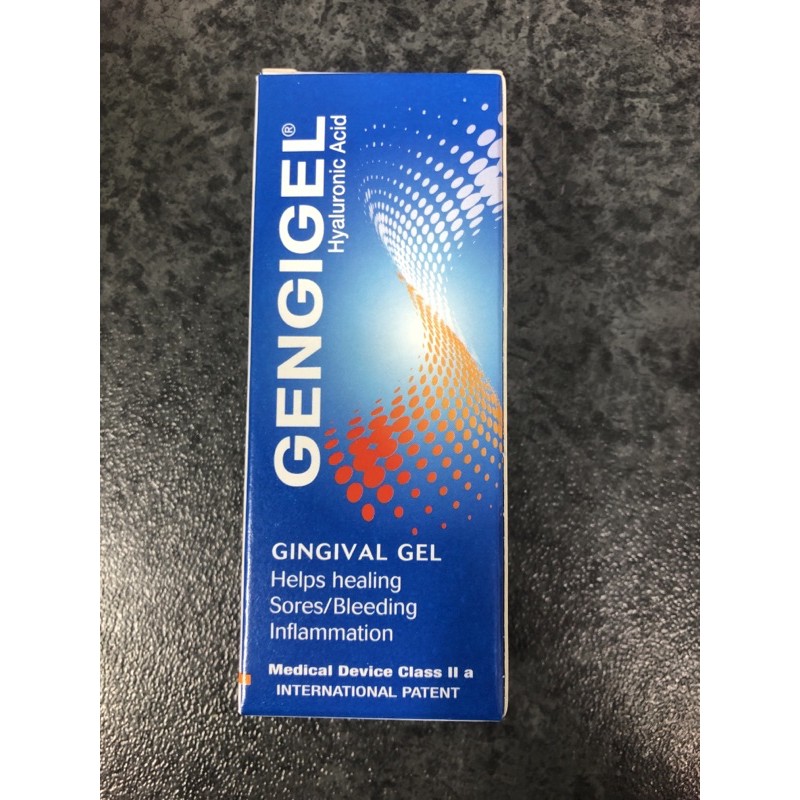 GENGIGEL®
Hyaluronic Acid
GINGIVAL GEL
Helps healing
Sores/Bleeding
Inflammation
Medical Device Class II a
INTERNATIONAL PATENT